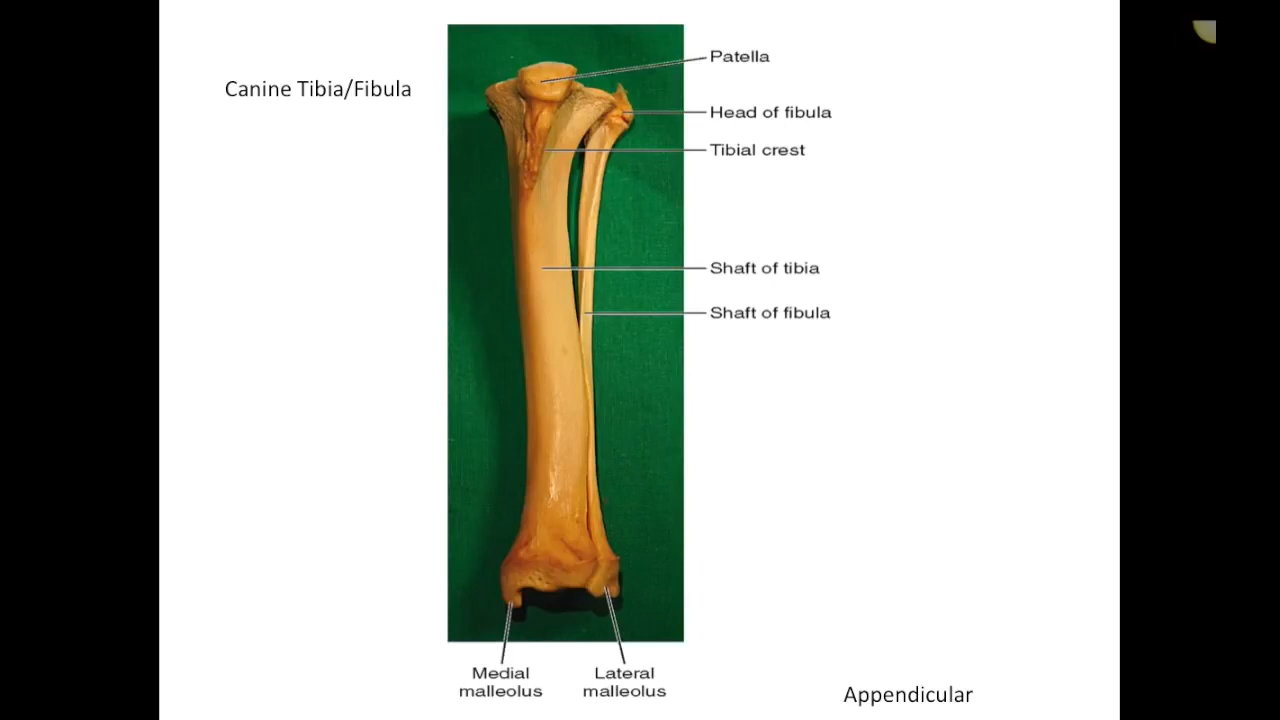 Canine Tibia/Fibula
Patella
Head of fibula
Tibial crest
Shaft of tibia
Shaft of fibula
Medial
malleolus
Lateral
malleolus
Appendicular